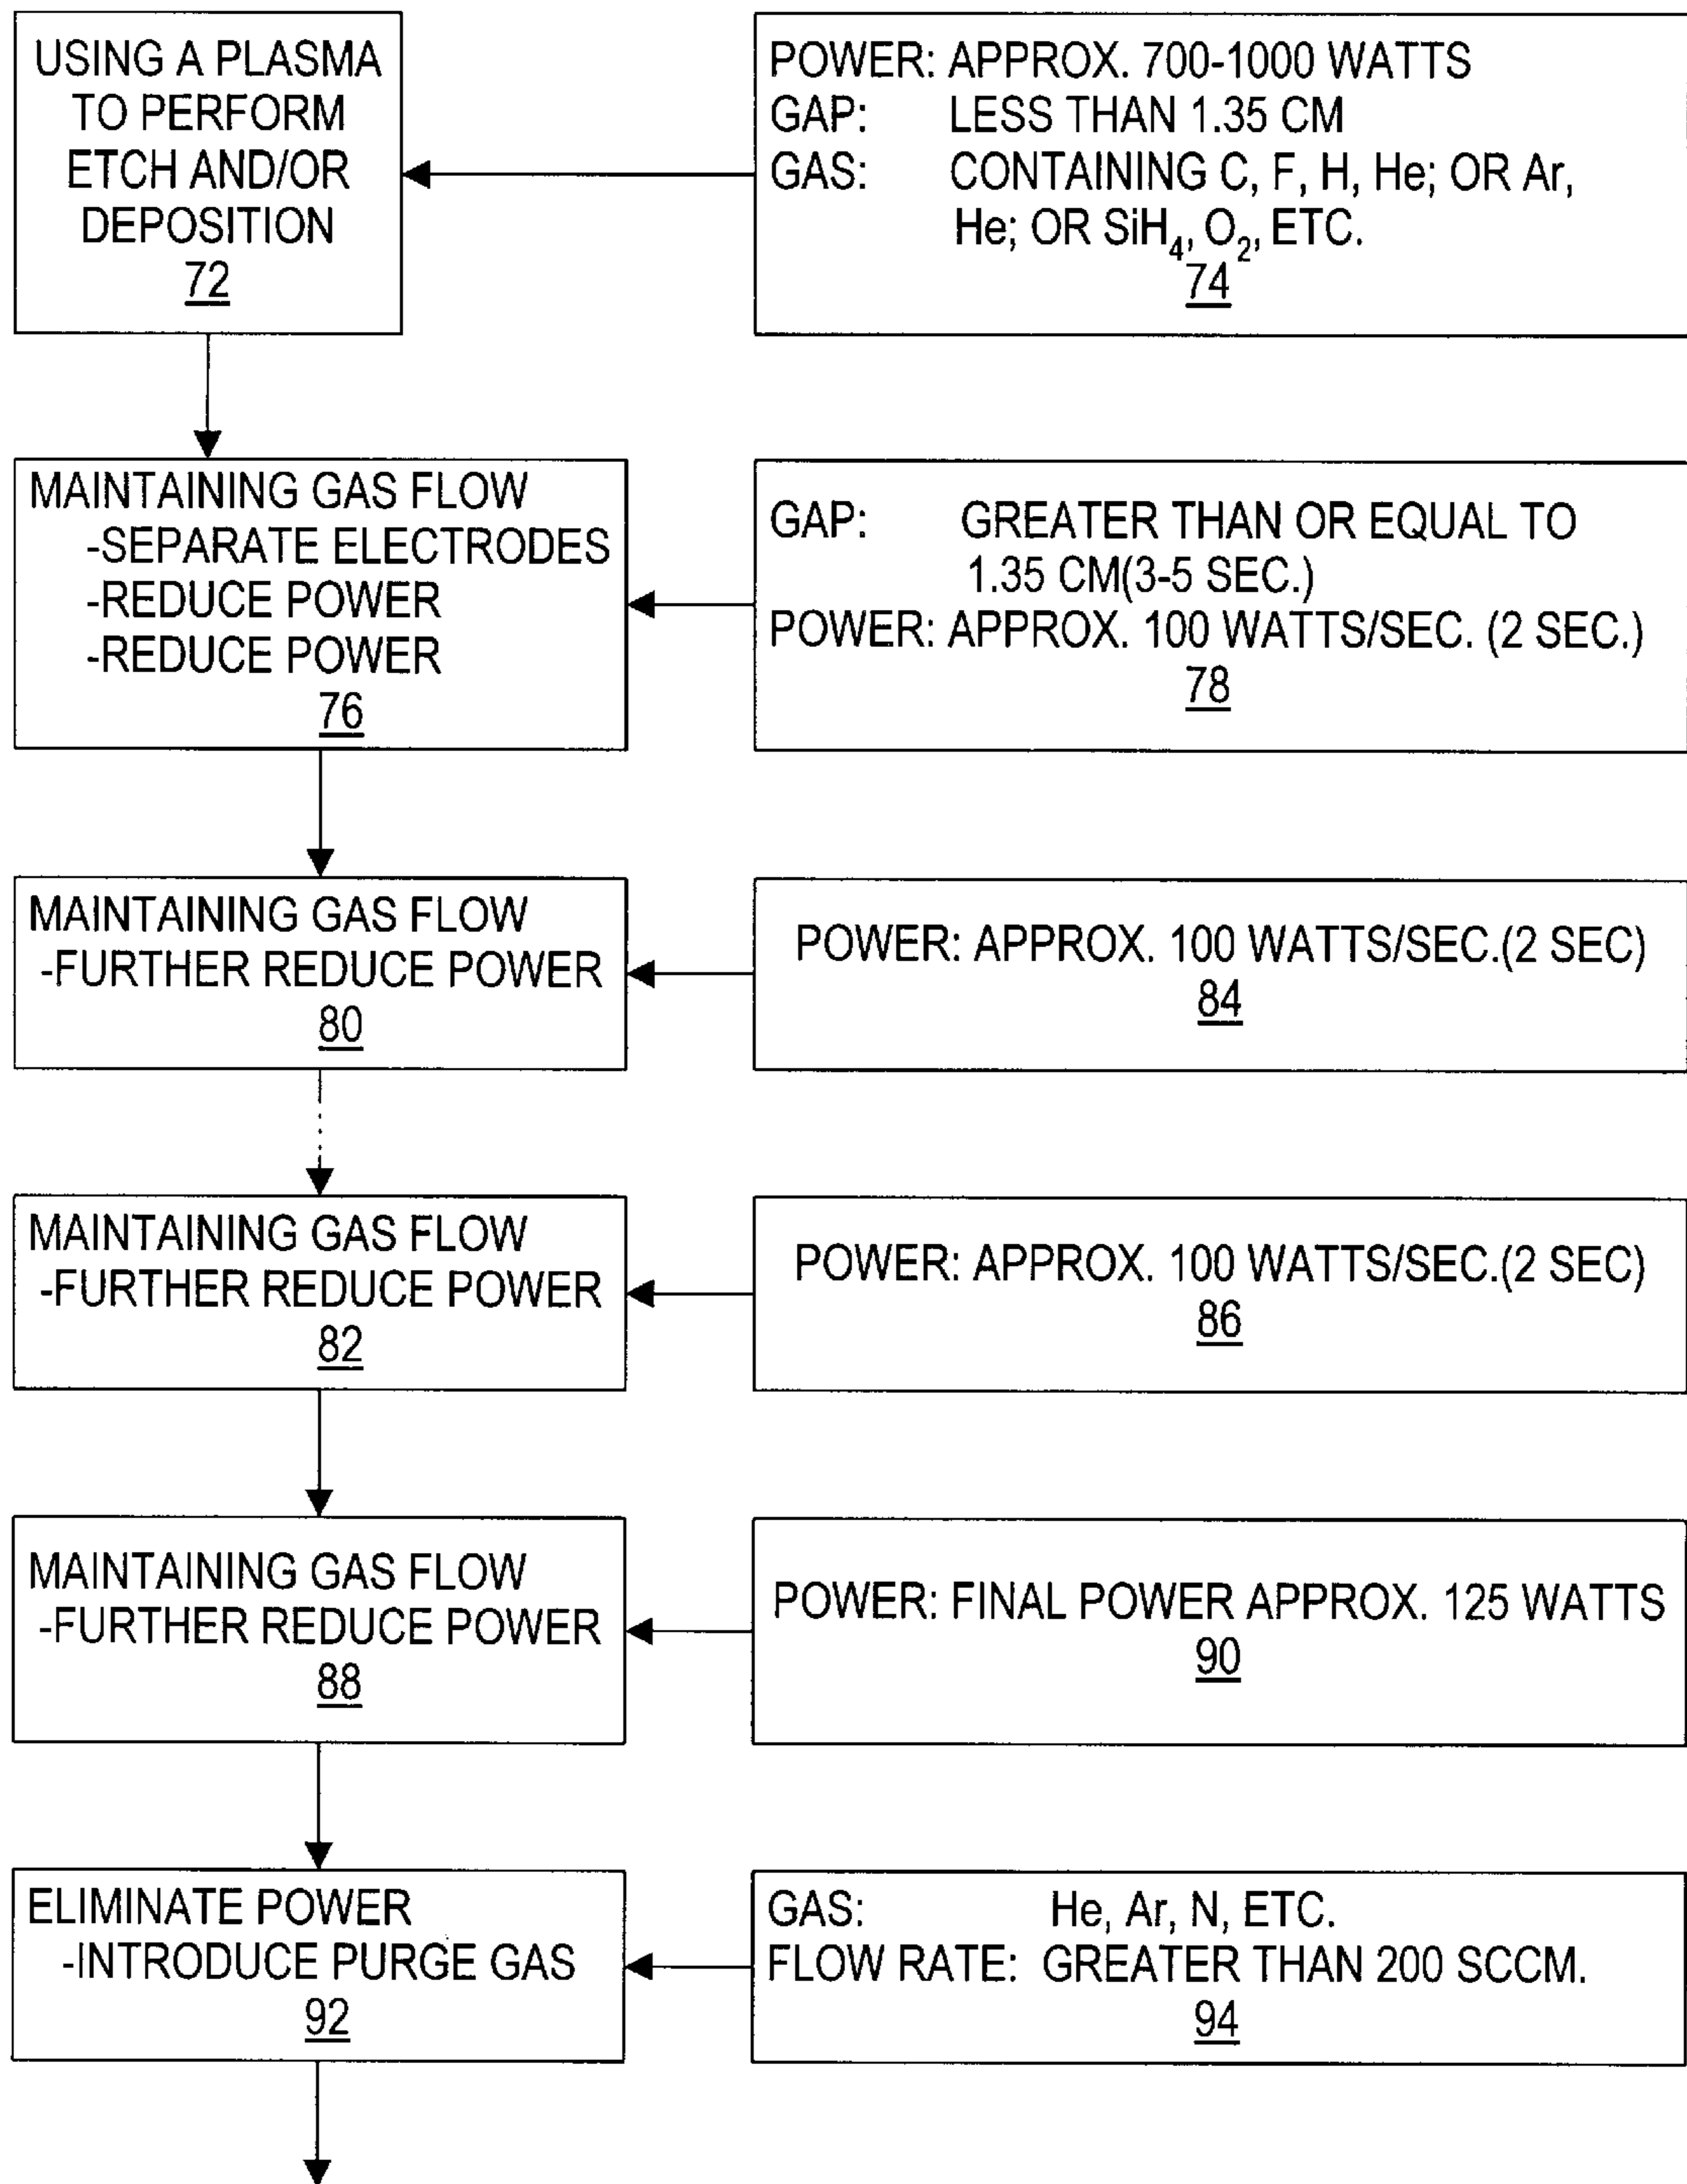 USING A PLASMA
TO PERFORM
ETCH AND/OR
DEPOSITION
72
POWER: APPROX. 700-1000 WATTS
GAP: LESS THAN 1.35 CM
GAS: CONTAINING C, F, H, He; OR Ar,
He; OR SiH₄, O₂, ETC.
74
MAINTAINING GAS FLOW
-SEPARATE ELECTRODES
-REDUCE POWER
-REDUCE POWER
76
GAP: GREATER THAN OR EQUAL TO
1.35 CM(3-5 SEC.)
POWER: APPROX. 100 WATTS/SEC. (2 SEC.)
78
MAINTAINING GAS FLOW
-FURTHER REDUCE POWER
80
POWER: APPROX. 100 WATTS/SEC.(2 SEC)
84
MAINTAINING GAS FLOW
-FURTHER REDUCE POWER
82
POWER: APPROX. 100 WATTS/SEC.(2 SEC)
86
MAINTAINING GAS FLOW
-FURTHER REDUCE POWER
88
POWER: FINAL POWER APPROX. 125 WATTS
90
ELIMINATE POWER
-INTRODUCE PURGE GAS
92
GAS: He, Ar, N, ETC.
FLOW RATE: GREATER THAN 200 SCCM.
94